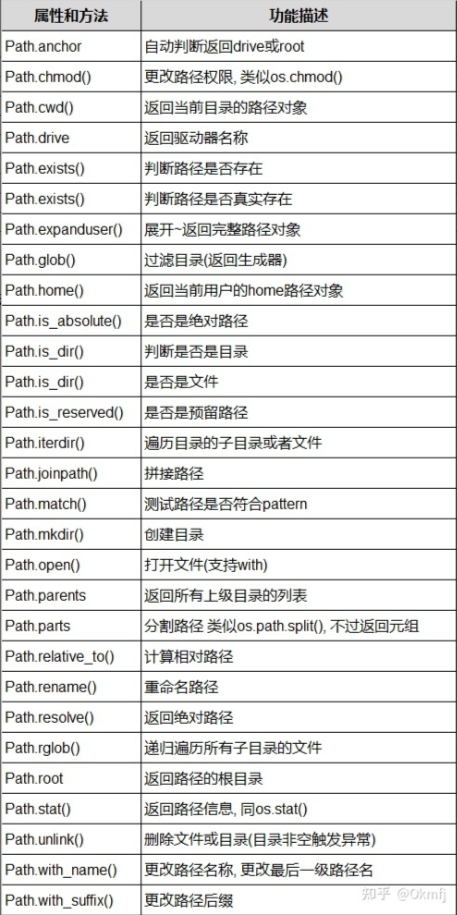 属性和方法 功能描述
Path.anchor 自动判断返回drive或root
Path.chmod() 更改路径权限, 类似os.chmod()
Path.cwd() 返回当前目录的路径对象
Path.drive 返回驱动器名称
Path.exists() 判断路径是否存在
Path.exists() 判断路径是否真实存在
Path.expanduser() 展开~返回完整路径对象
Path.glob() 过滤目录(返回生成器)
Path.home() 返回当前用户的home路径对象
Path.is_absolute() 是否是绝对路径
Path.is_dir() 判断是否是目录
Path.is_dir() 是否是文件
Path.is_reserved() 是否是预留路径
Path.iterdir() 遍历目录的子目录或者文件
Path.joinpath() 拼接路径
Path.match() 测试路径是否符合pattern
Path.mkdir() 创建目录
Path.open() 打开文件(支持with)
Path.parents 返回所有上级目录的列表
Path.parts 分割路径 类似os.path.split(), 不过返回元组
Path.relative_to() 计算相对路径
Path.rename() 重命名路径
Path.resolve() 返回绝对路径
Path.rglob() 递归遍历所有子目录的文件
Path.root 返回路径的根目录
Path.stat() 返回路径信息, 同os.stat()
Path.unlink() 删除文件或目录(目录非空触发异常)
Path.with_name() 更改路径名称, 更改最后一级路径名
Path.with_suffix() 更改路径后缀
知乎 @Okmfj